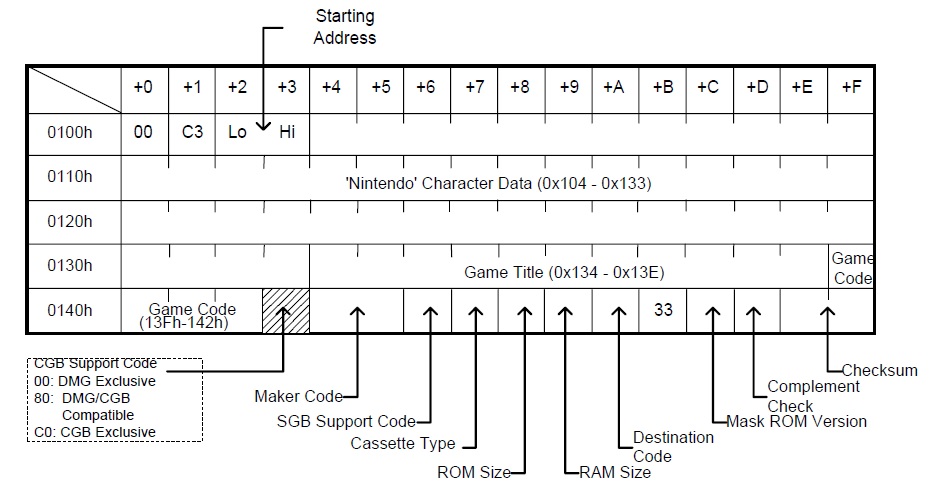 Starting
Address
+0 +1 +2 +3 +4 +5 +6 +7 +8 +9 +A +B +C +D +E +F
0100h 00 C3 Lo Hi
0110h
'Nintendo' Character Data (0x104 - 0x133)
0120h
0130h Game Title (0x134 - 0x13E) Game
Code
0140h Game Code 33
(13Fh-142h)
CGB Support Code
00: DMG Exclusive
80: DMG/CGB
Compatible
C0: CGB Exclusive
Maker Code
SGB Support Code
Cassette Type
ROM Size
RAM Size
Destination
Code
Mask ROM Version
Complement
Check
Checksum